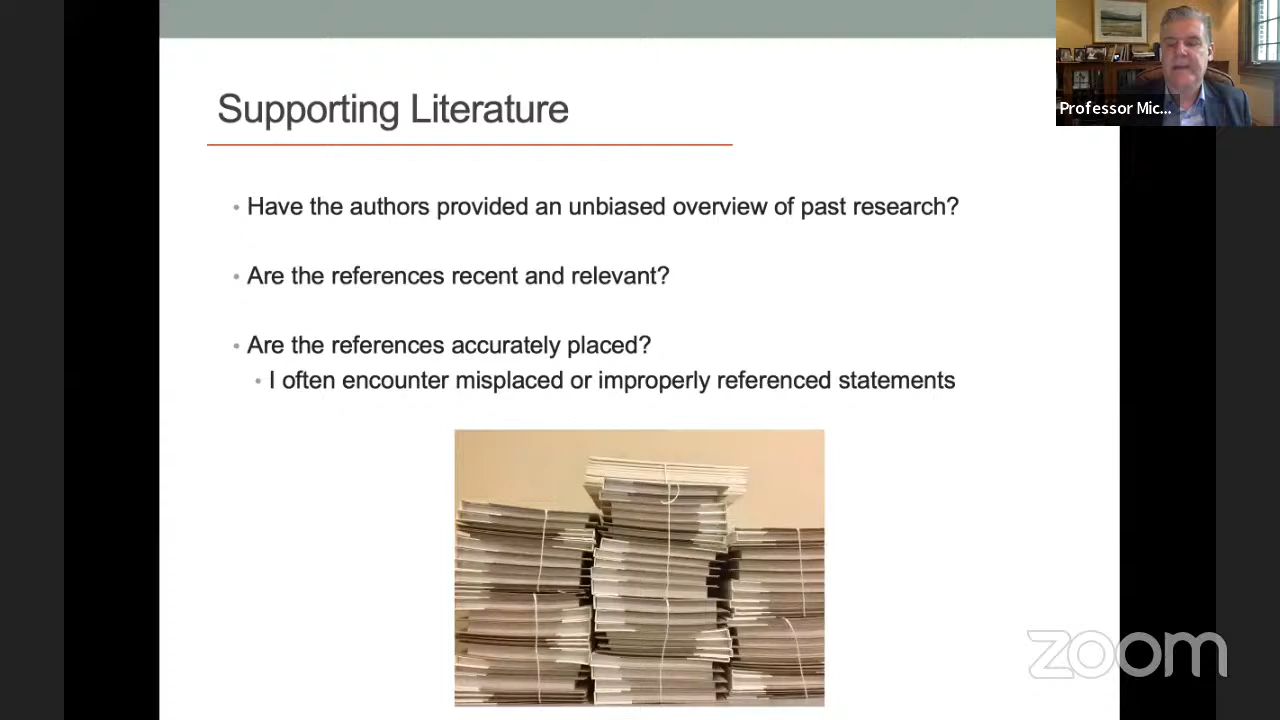 Supporting Literature
Professor Mic...
• Have the authors provided an unbiased overview of past research?
• Are the references recent and relevant?
• Are the references accurately placed?
• I often encounter misplaced or improperly referenced statements
zoom